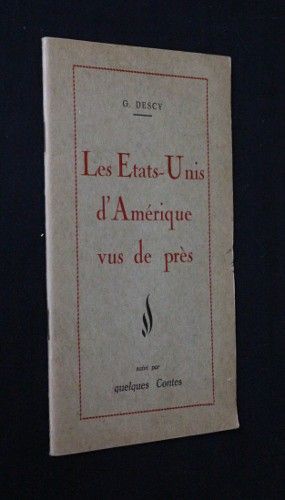 G. DESCY
Les Etats-Unis
d'Amérique
vus de près
suivi par
quelques Contes